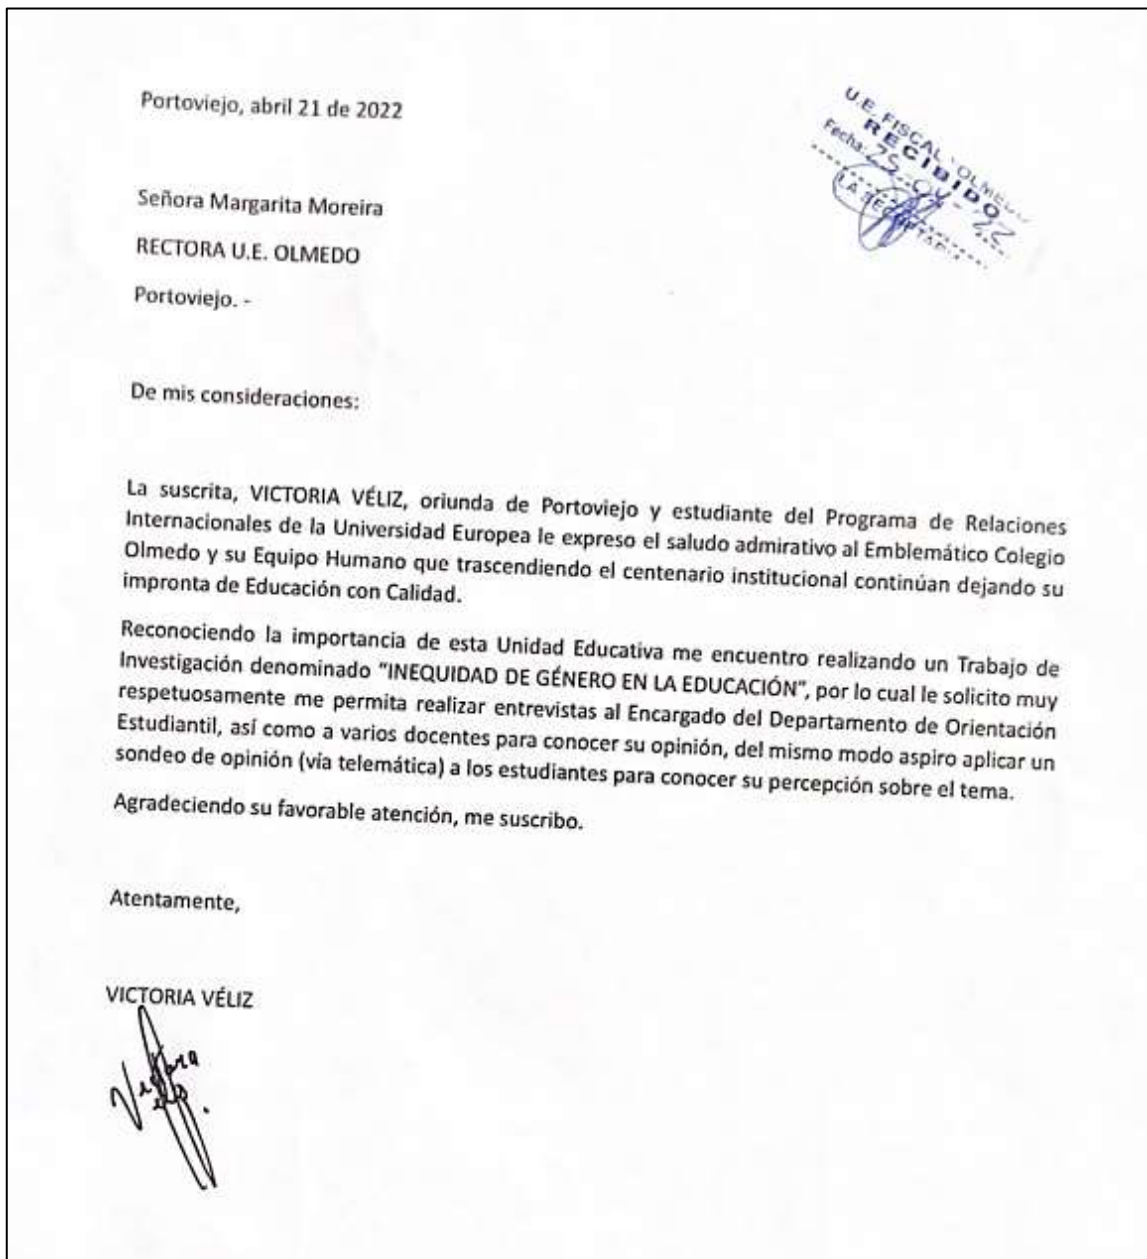 Portoviejo, abril 21 de 2022
U.E. FISCAL "OLMEDO
RECIBIDO
Fecha: 25-04-22
LA SECRETARIA
Señora Margarita Moreira
RECTORA U.E. OLMEDO
Portoviejo. -
De mis consideraciones:
La suscrita, VICTORIA VÉLIZ, oriunda de Portoviejo y estudiante del Programa de Relaciones
Internacionales de la Universidad Europea le expreso el saludo admirativo al Emblemático Colegio
Olmedo y su Equipo Humano que trascendiendo el centenario institucional continúan dejando su
impronta de Educación con Calidad.
Reconociendo la importancia de esta Unidad Educativa me encuentro realizando un Trabajo de
Investigación denominado "INEQUIDAD DE GÉNERO EN LA EDUCACIÓN", por lo cual le solicito muy
respetuosamente me permita realizar entrevistas al Encargado del Departamento de Orientación
Estudiantil, así como a varios docentes para conocer su opinión, del mismo modo aspiro aplicar un
sondeo de opinión (vía telemática) a los estudiantes para conocer su percepción sobre el tema.
Agradeciendo su favorable atención, me suscribo.
Atentamente,
VICTORIA VÉLIZ
Victoria